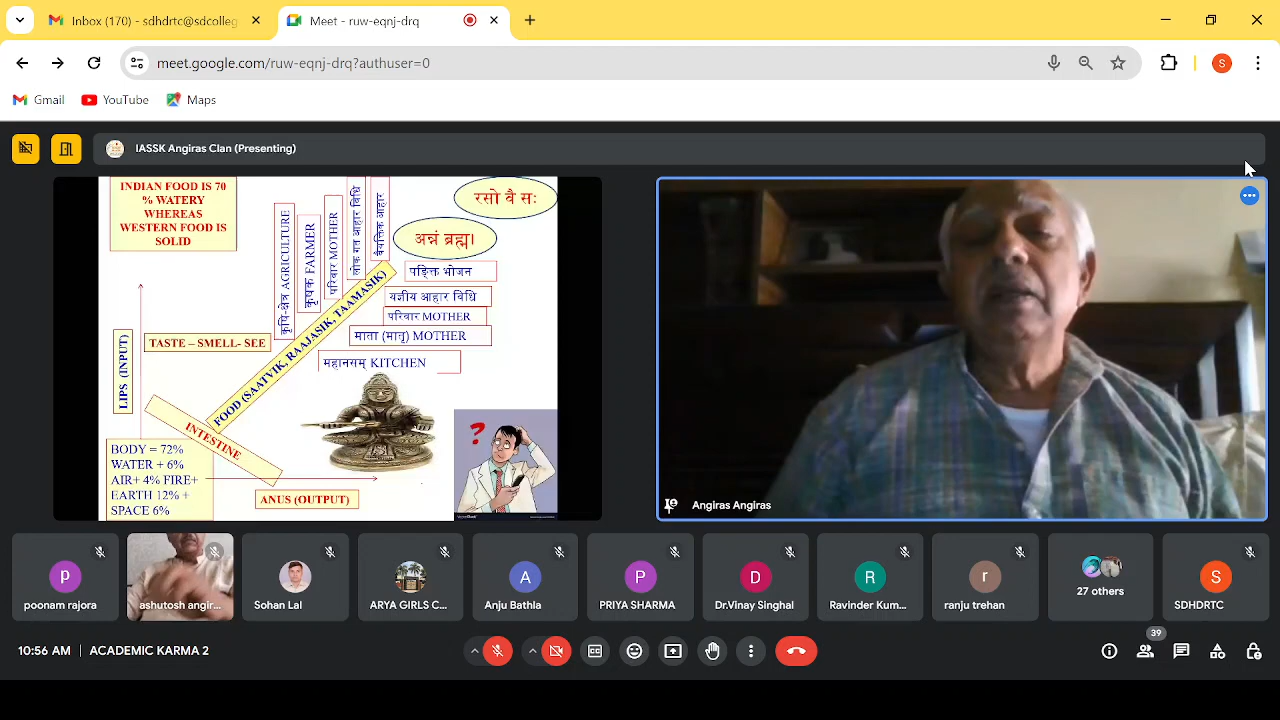 Inbox (170) - sdhdrtc@sdcolleg
Meet - ruw-eqnj-drq
meet.google.com/ruw-eqnj-drq?authuser=0
S
Gmail
YouTube
Maps
IASSK Angiras Clan (Presenting)
INDIAN FOOD IS 70
% WATERY
WHEREAS
WESTERN FOOD IS
SOLID
रसो वै सः
अन्नं ब्रह्म।
कृषि-क्षेत्र AGRICULTURE
कृषक FARMER
परिवार MOTHER
लोक गत आहार विधि
वैयक्तिक आहार
पङ्क्ति भोजन
यज्ञीय आहार विधि
परिवार MOTHER
माता (मातृ) MOTHER
महानसम् KITCHEN
LIPS (INPUT)
TASTE – SMELL- SEE
FOOD (SAATVIK, RAAJASIK, TAAMASIK)
INTESTINE
BODY = 72%
WATER + 6%
AIR+ 4% FIRE+
EARTH 12% +
SPACE 6%
ANUS (OUTPUT)
?
Angiras Angiras
p
poonam rajora
ashutosh angir...
Sohan Lal
ARYA GIRLS C...
A
Anju Bathla
P
PRIYA SHARMA
D
Dr.Vinay Singhal
R
Ravinder Kum...
r
ranju trehan
27 others
S
SDHDRTC
10:56 AM | ACADEMIC KARMA 2
39